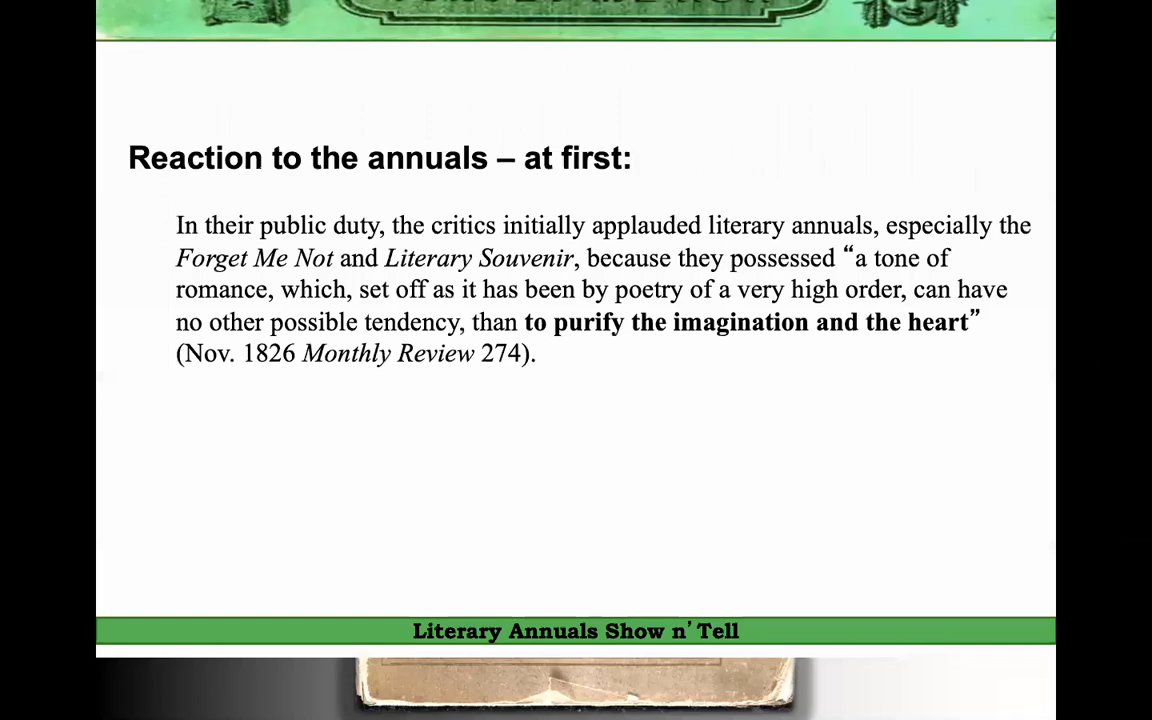 Reaction to the annuals – at first:
In their public duty, the critics initially applauded literary annuals, especially the
Forget Me Not and Literary Souvenir, because they possessed “a tone of
romance, which, set off as it has been by poetry of a very high order, can have
no other possible tendency, than to purify the imagination and the heart”
(Nov. 1826 Monthly Review 274).
Literary Annuals Show n’ Tell